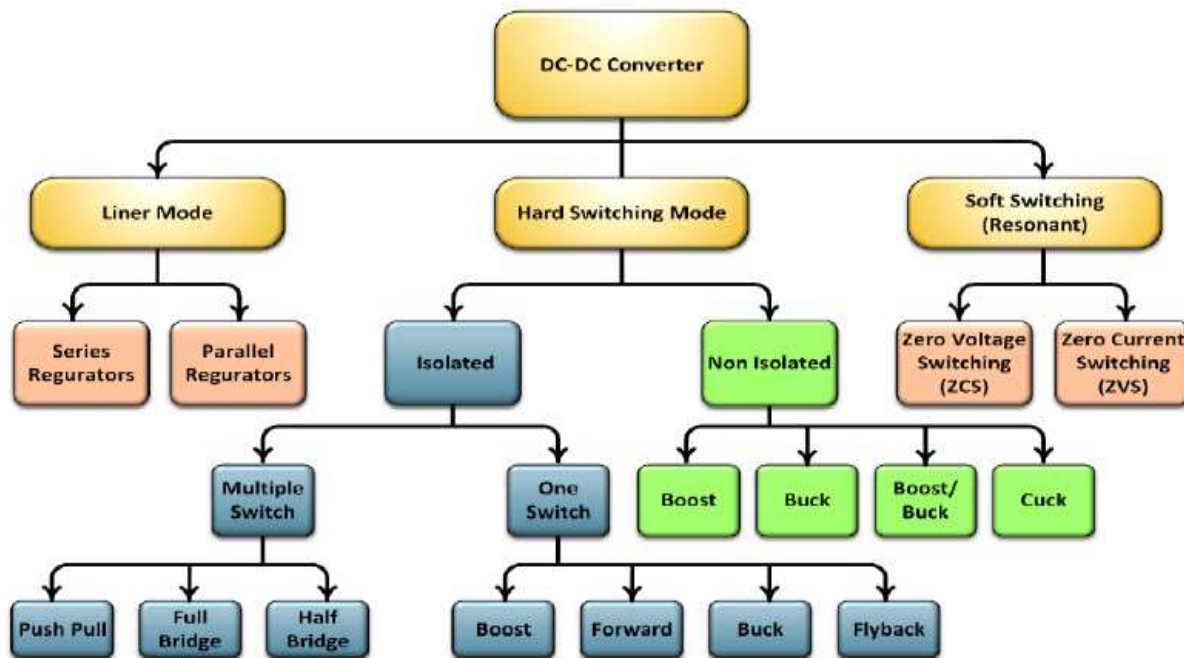 DC-DC Converter
Liner Mode
Hard Switching Mode
Soft Switching
(Resonant)
Series
Regurators
Parallel
Regurators
Isolated
Non Isolated
Zero Voltage
Switching
(ZCS)
Zero Current
Switching
(ZVS)
Multiple
Switch
One
Switch
Boost
Buck
Boost/
Buck
Cuck
Push Pull
Full
Bridge
Half
Bridge
Boost
Forward
Buck
Flyback